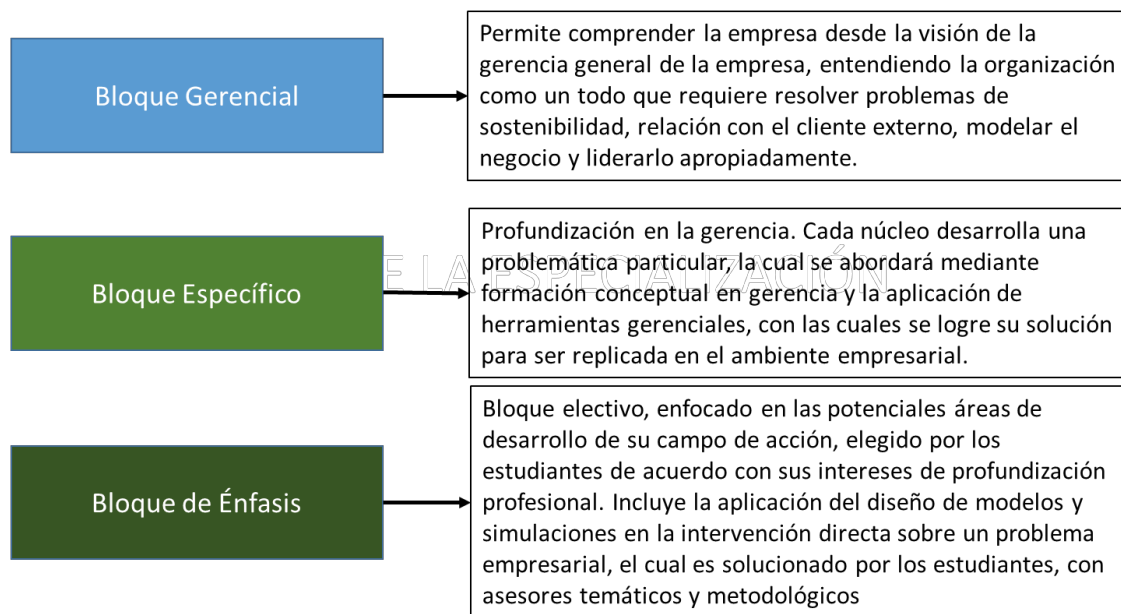 Bloque Gerencial
Permite comprender la empresa desde la visión de la
gerencia general de la empresa, entendiendo la organización
como un todo que requiere resolver problemas de
sostenibilidad, relación con el cliente externo, modelar el
negocio y liderarlo apropiadamente.
E LA ESPECIALIZACIÓN
Bloque Específico
Profundización en la gerencia. Cada núcleo desarrolla una
problemática particular, la cual se abordará mediante
formación conceptual en gerencia y la aplicación de
herramientas gerenciales, con las cuales se logre su solución
para ser replicada en el ambiente empresarial.
Bloque de Énfasis
Bloque electivo, enfocado en las potenciales áreas de
desarrollo de su campo de acción, elegido por los
estudiantes de acuerdo con sus intereses de profundización
profesional. Incluye la aplicación del diseño de modelos y
simulaciones en la intervención directa sobre un problema
empresarial, el cual es solucionado por los estudiantes, con
asesores temáticos y metodológicos